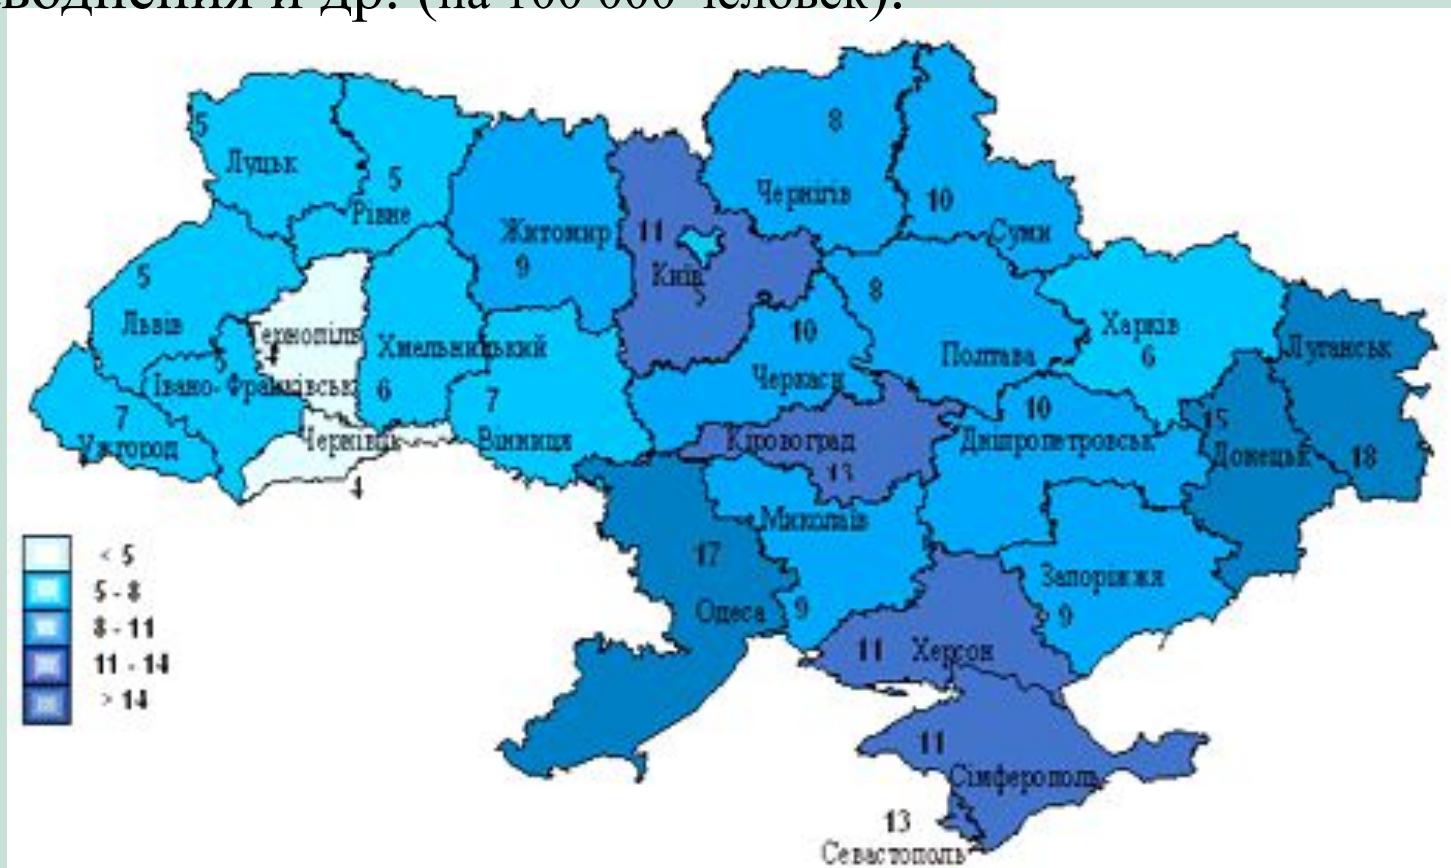 др. (на 100 000 человек).
8
5
Луцьк
5
Рівне
Чернігів
10
Суми
Житомир
11
9
Київ
5
5
Львів
8
10
Харків
6
Луганськ
Тернопіль
4
Хмельницький
Полтава
Івано-Франківськ
5
6
Черкаси
7
Ужгород
7
Вінниця
10
15
Чернівці
4
Кіровоград
13
Дніпропетровськ
Донецьк
18
Миколаїв
17
Одеса
9
Запоріжжя
9
11
Херсон
11
Сімферополь
13
Севастополь
< 5
5 - 8
8 - 11
11 - 14
> 14